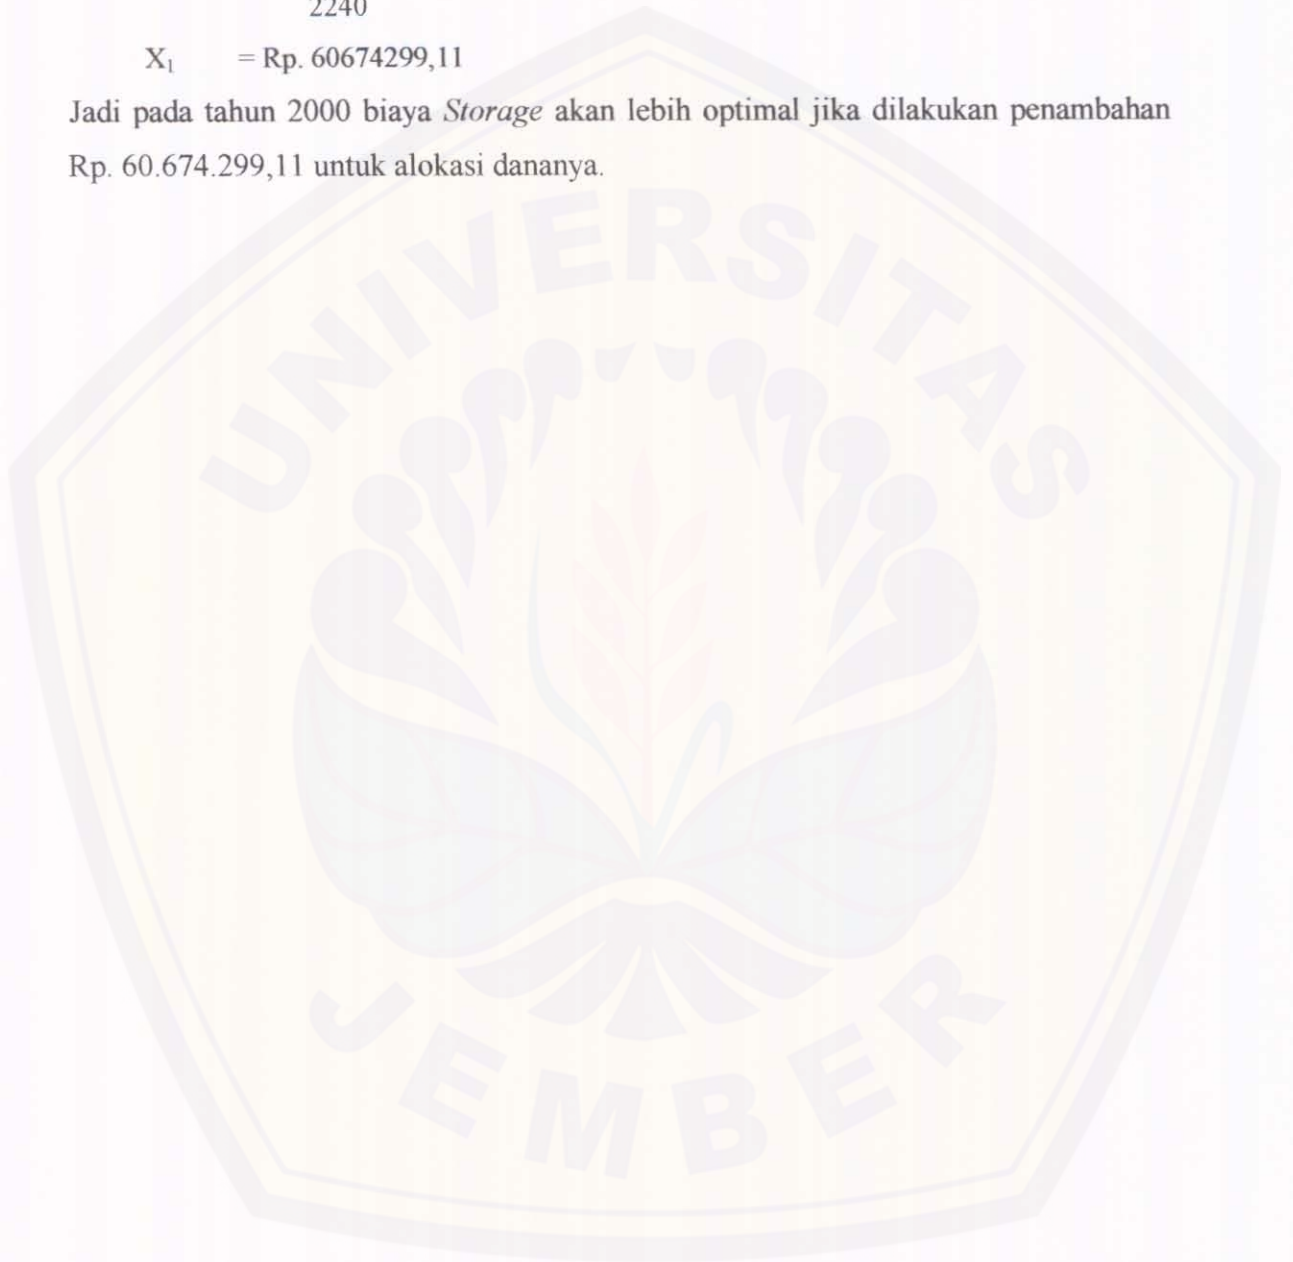 2240
X₁ = Rp. 60674299,11
Jadi pada tahun 2000 biaya Storage akan lebih optimal jika dilakukan penambahan
Rp. 60.674.299,11 untuk alokasi dananya.
UNIVERSITAS
JEMBER